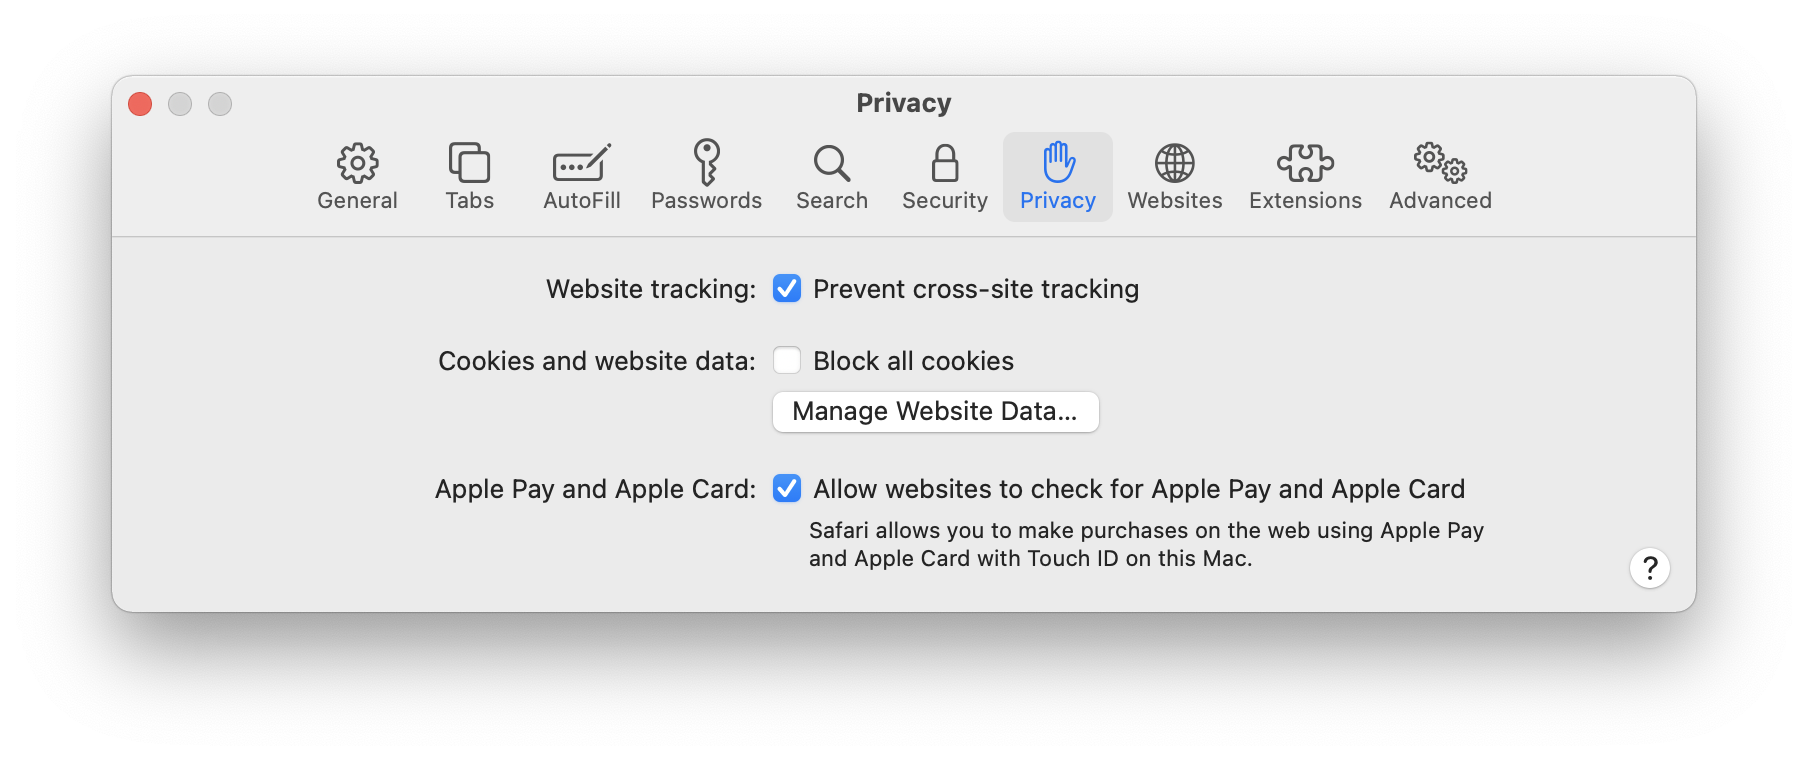 Privacy
General Tabs AutoFill Passwords Search Security Privacy Websites Extensions Advanced
Website tracking: Prevent cross-site tracking
Cookies and website data: Block all cookies
Manage Website Data...
Apple Pay and Apple Card: Allow websites to check for Apple Pay and Apple Card
Safari allows you to make purchases on the web using Apple Pay
and Apple Card with Touch ID on this Mac.
?